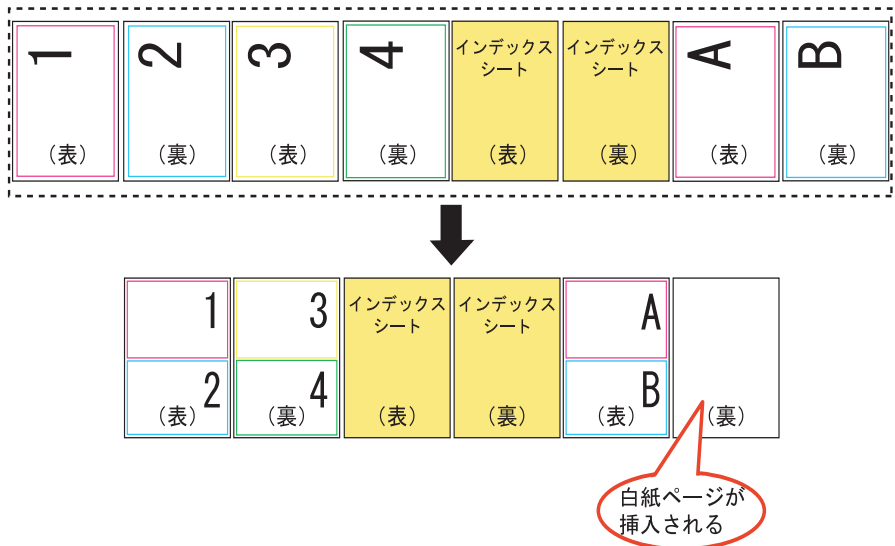 1
(表)
2
(裏)
3
(表)
4
(裏)
インデックス
シート
(表)
インデックス
シート
(裏)
A
(表)
B
(裏)
1
2
(表)
3
4
(裏)
インデックス
シート
(表)
インデックス
シート
(裏)
A
B
(表)
(裏)
白紙ページが
挿入される